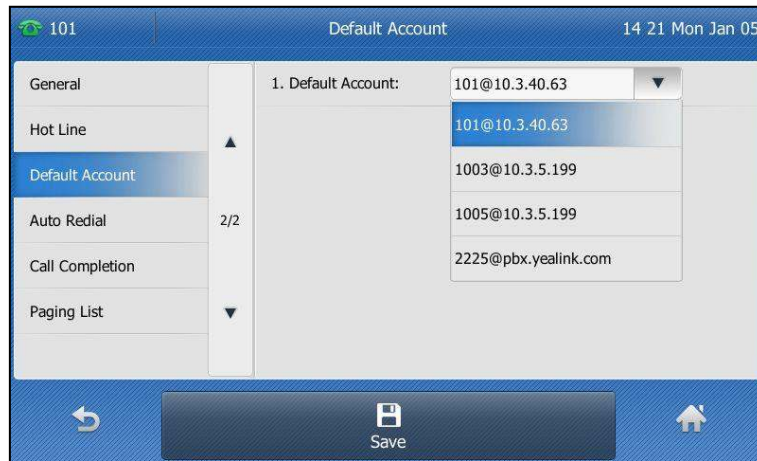 101 Default Account 14 21 Mon Jan 05
General
Hot Line
Default Account
Auto Redial
Call Completion
Paging List
2/2
1. Default Account: 101@10.3.40.63
101@10.3.40.63
1003@10.3.5.199
1005@10.3.5.199
2225@pbx.yealink.com
Save